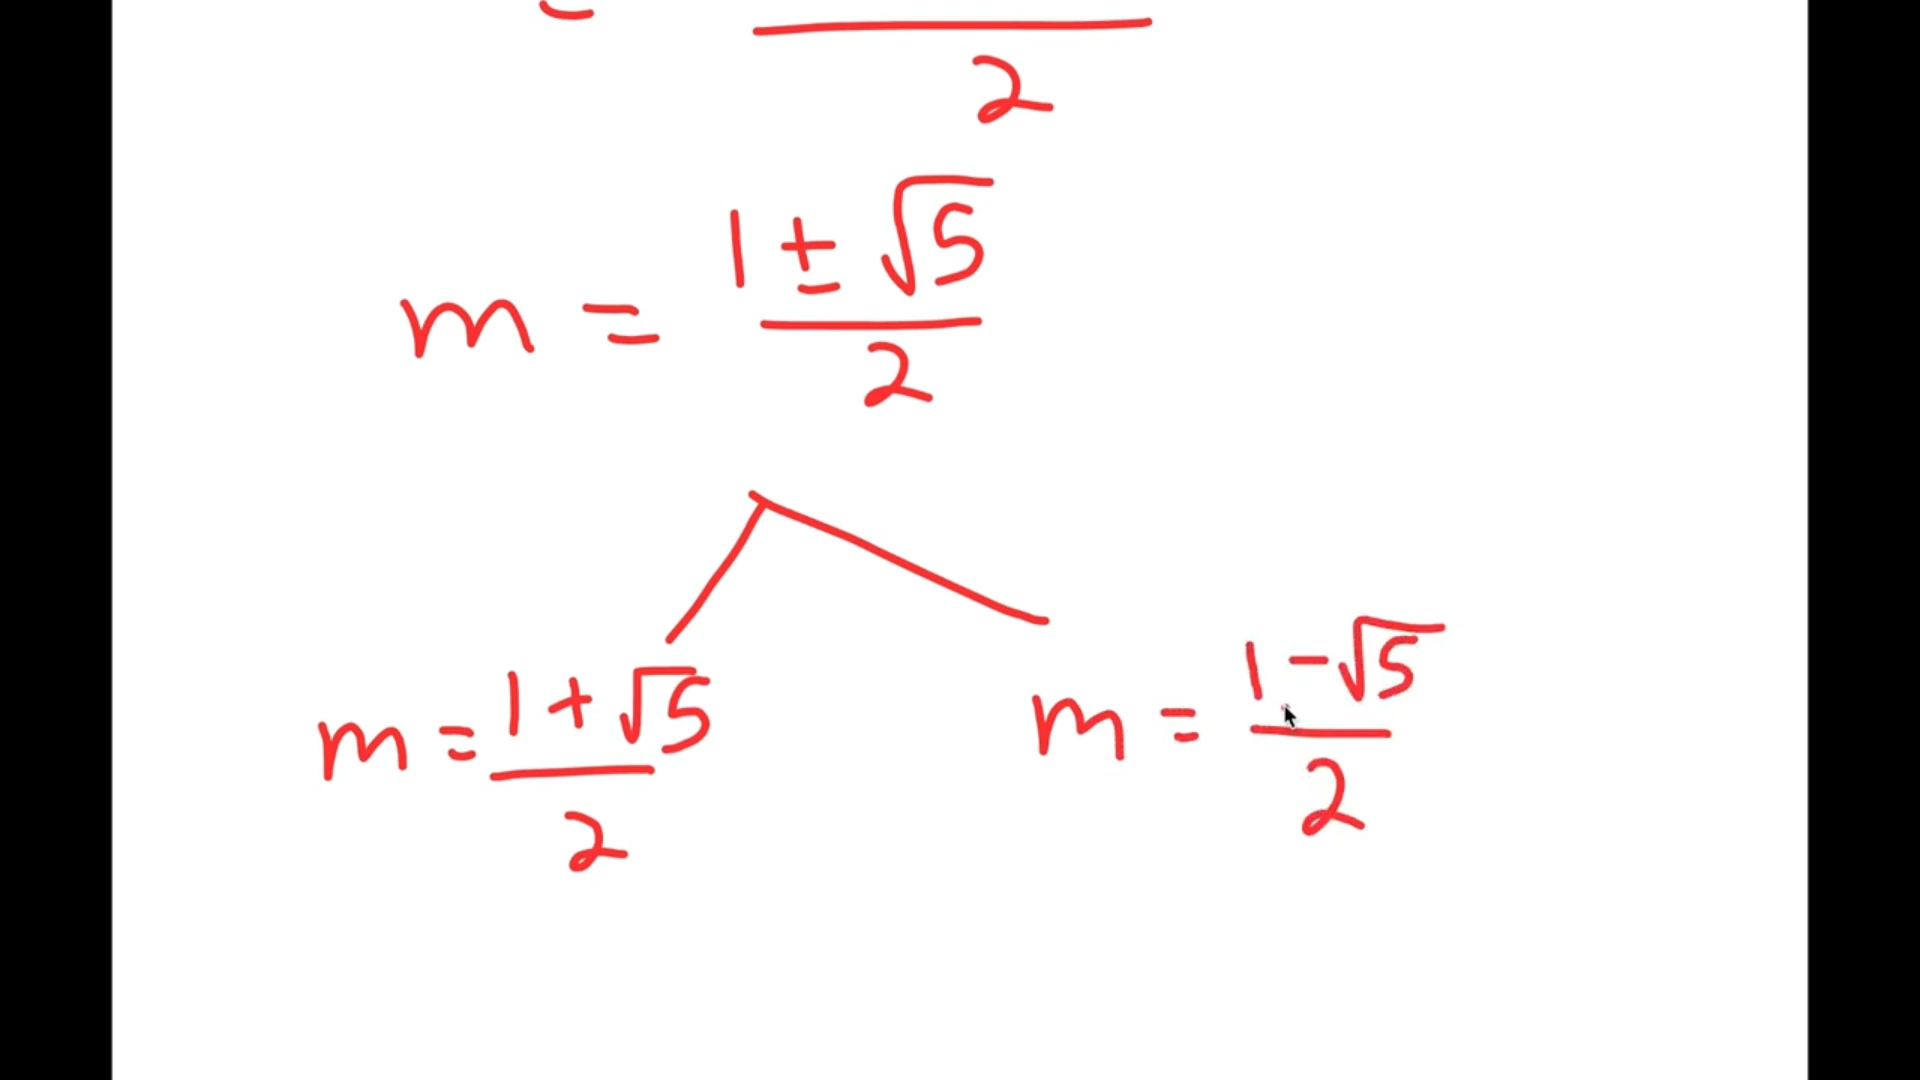 = ―
2
m = (1 ± √5)/2
m = (1 + √5)/2
m = (1 - √5)/2